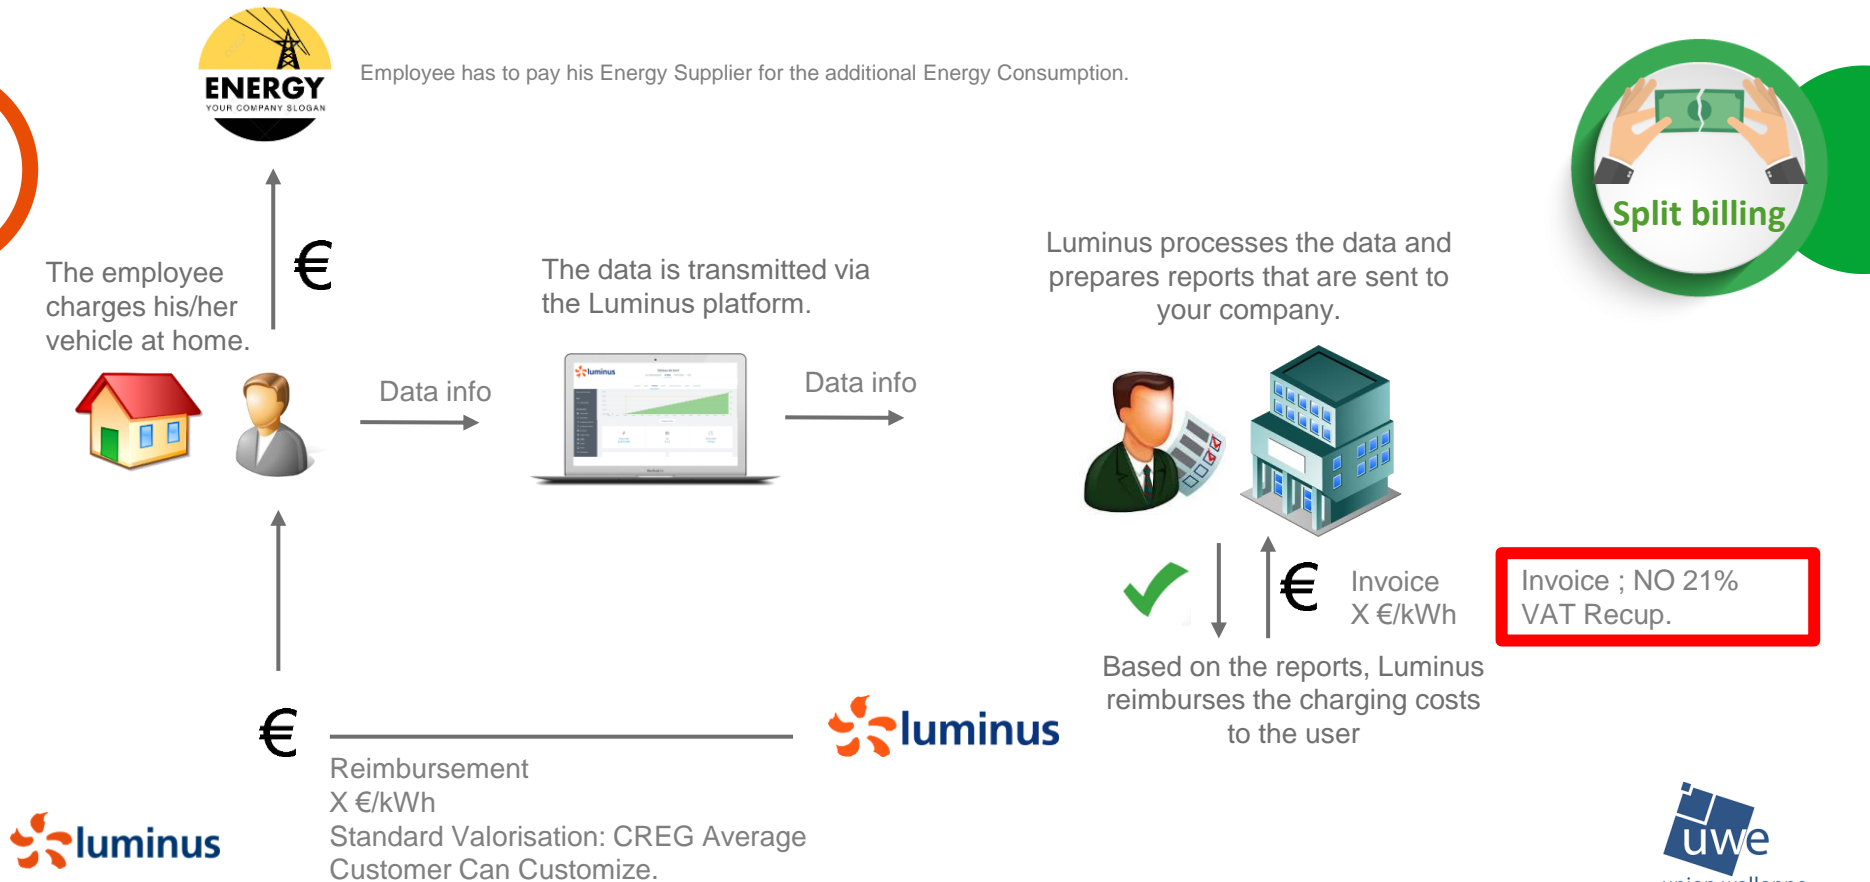 ENERGY
YOUR COMPANY SLOGAN
Employee has to pay his Energy Supplier for the additional Energy Consumption.
Split billing
The employee
charges his/her
vehicle at home.
€
The data is transmitted via
the Luminus platform.
Luminus processes the data and
prepares reports that are sent to
your company.
Data info
luminus
Data info
€
Invoice
X €/kWh
Invoice ; NO 21%
VAT Recup.
Based on the reports, Luminus
reimburses the charging costs
to the user
€
luminus
Reimbursement
X €/kWh
Standard Valorisation: CREG Average
Customer Can Customize.
luminus
uwe
union wallonne